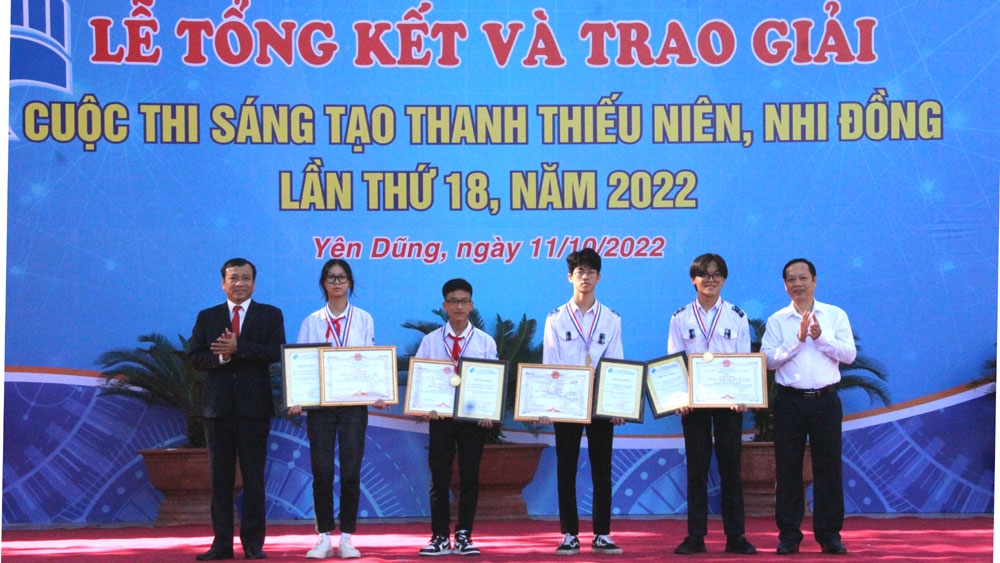 LỄ TỔNG KẾT VÀ TRAO GIẢI
CUỘC THI SÁNG TẠO THANH THIẾU NIÊN, NHI ĐỒNG
LẦN THỨ 18, NĂM 2022
Yên Dũng, ngày 11/10/2022